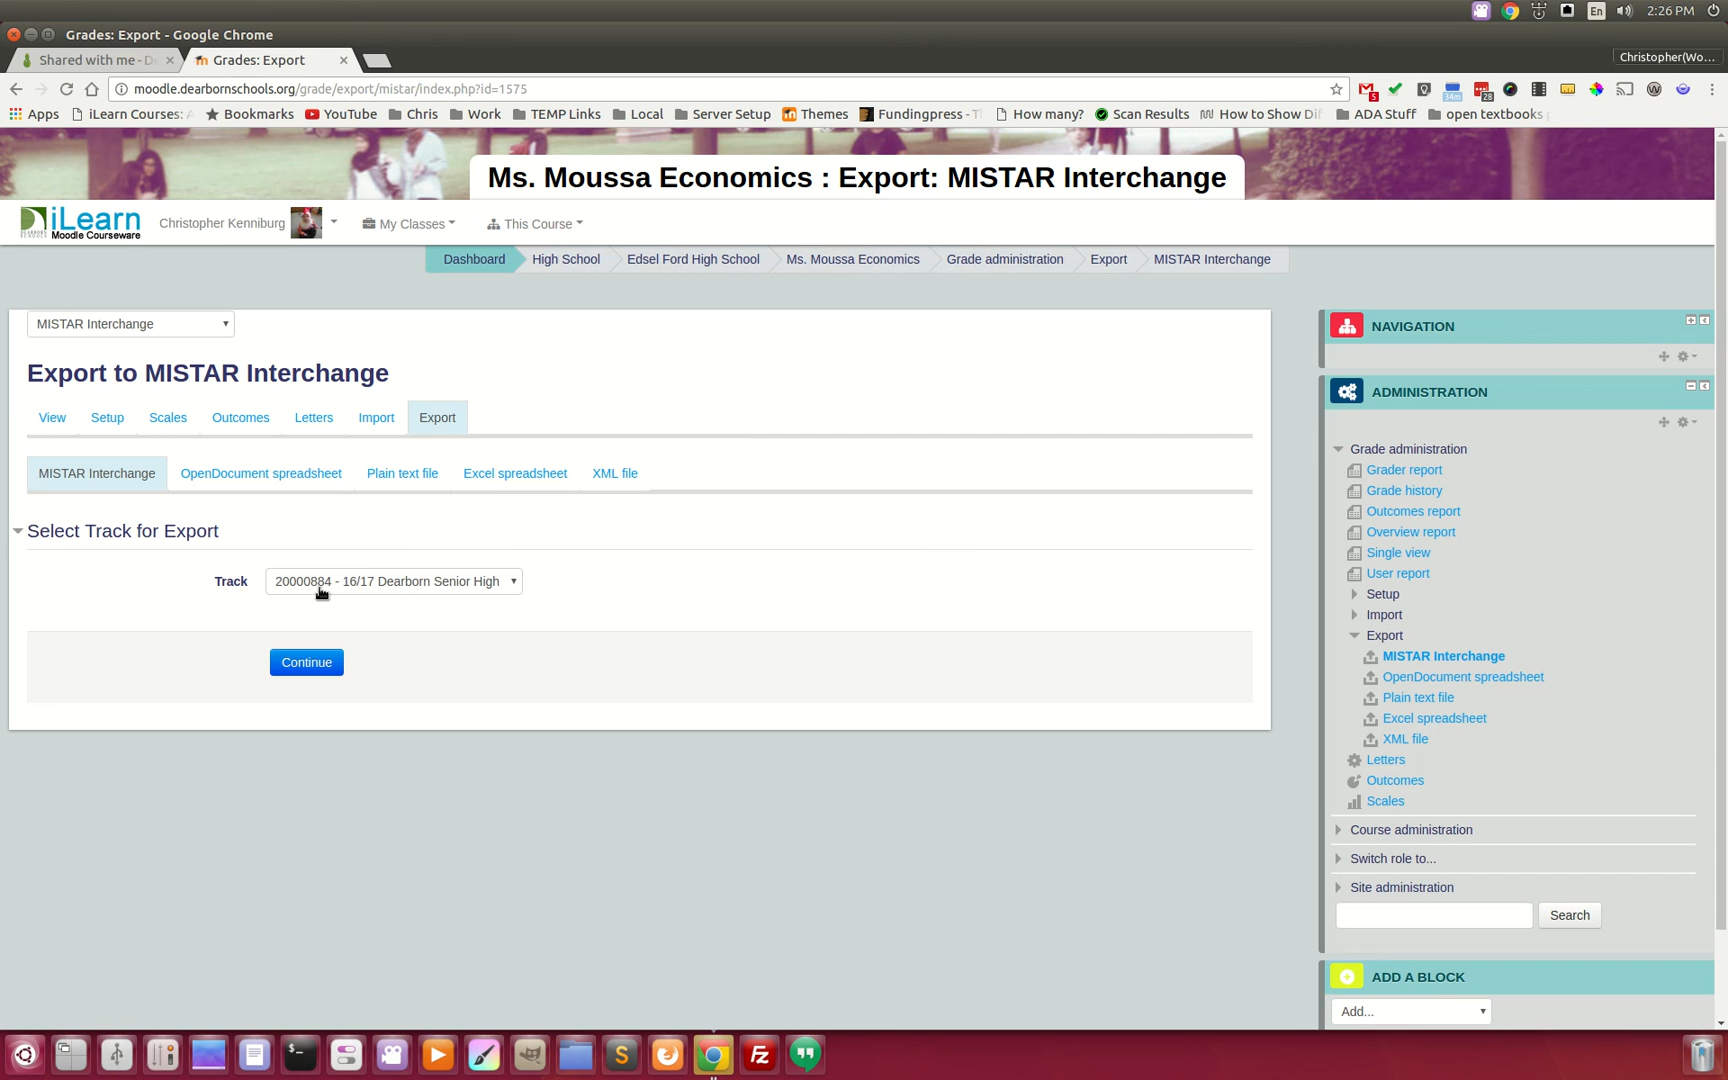 En
2:26 PM
Grades: Export - Google Chrome
Shared with me - D
Grades: Export
Christopher(Wo...
moodle.dearbornschools.org/grade/export/mistar/index.php?id=1575
5
34m
28
Apps
iLearn Courses:
Bookmarks
YouTube
Chris
Work
TEMP Links
Local
Server Setup
Themes
Fundingpress - T
How many?
Scan Results
How to Show Di
ADA Stuff
open textbooks
Ms. Moussa Economics : Export: MISTAR Interchange
iLearn
Moodle Courseware
Christopher Kenniburg
My Classes
This Course
Dashboard
High School
Edsel Ford High School
Ms. Moussa Economics
Grade administration
Export
MISTAR Interchange
MISTAR Interchange
Export to MISTAR Interchange
View
Setup
Scales
Outcomes
Letters
Import
Export
MISTAR Interchange
OpenDocument spreadsheet
Plain text file
Excel spreadsheet
XML file
Select Track for Export
Track
20000884 - 16/17 Dearborn Senior High
Continue
NAVIGATION
ADMINISTRATION
Grade administration
Grader report
Grade history
Outcomes report
Overview report
Single view
User report
Setup
Import
Export
MISTAR Interchange
OpenDocument spreadsheet
Plain text file
Excel spreadsheet
XML file
Letters
Outcomes
Scales
Course administration
Switch role to...
Site administration
Search
ADD A BLOCK
Add...